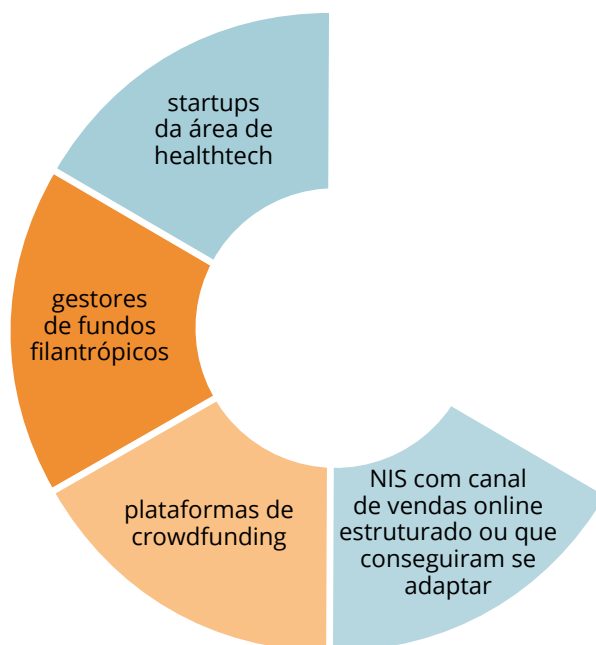 startups
da área de
healthtech
gestores
de fundos
filantrópicos
plataformas de
crowdfunding
NIS com canal
de vendas online
estruturado ou que
conseguiram se
adaptar